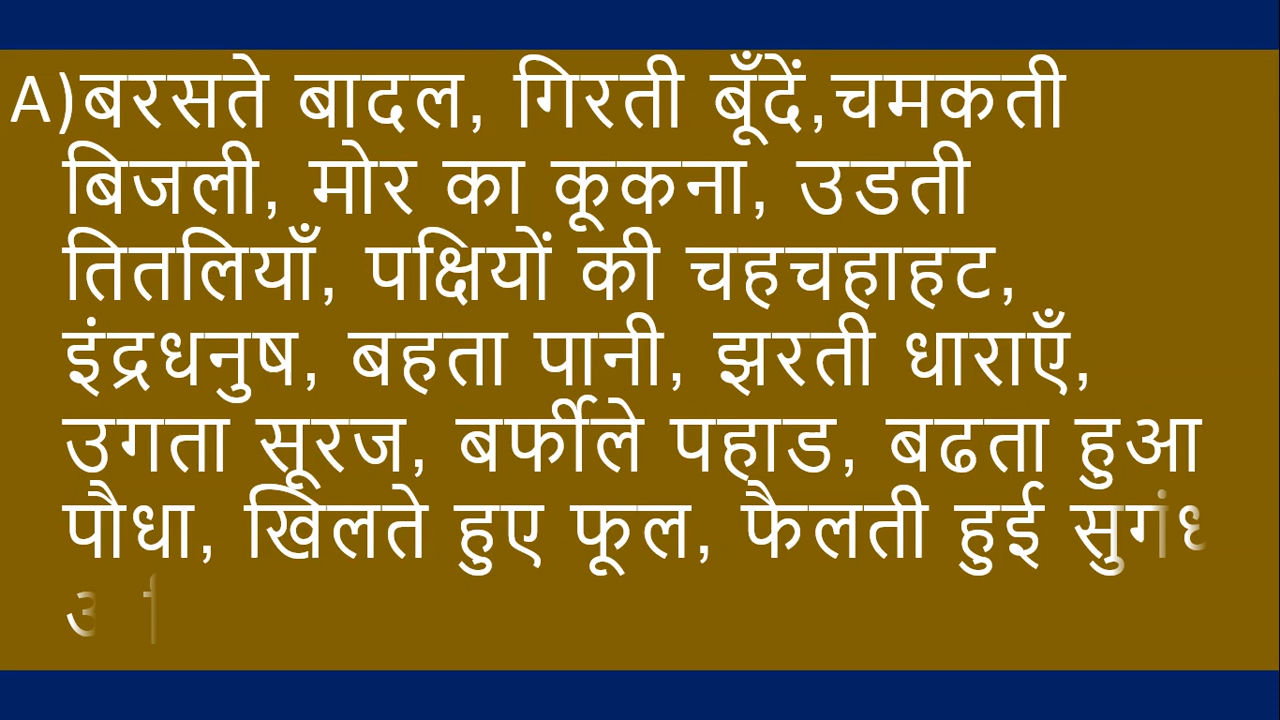 A)बरसते बादल, गिरती बूँदें,चमकती
बिजली, मोर का कूकना, उडती
तितलियाँ, पक्षियों की चहचहाहट,
इंद्रधनुष, बहता पानी, झरती धाराएँ,
उगता सूरज, बर्फीले पहाड, बढता हुआ
पौधा, खिलते हुए फूल, फैलती हुई सुगंध